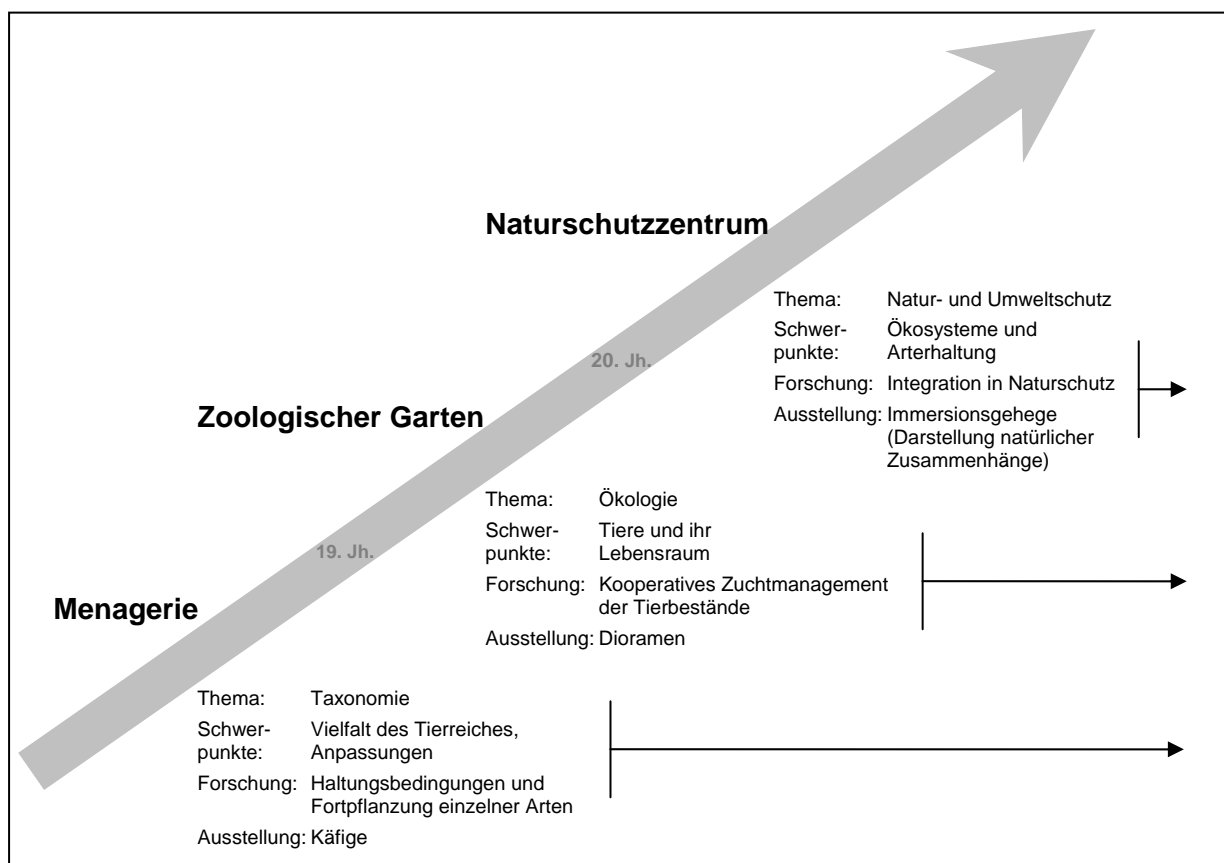 Naturschutzzentrum
Thema: Natur- und Umweltschutz
Schwer- Ökosysteme und
punkte: Arterhaltung
Forschung: Integration in Naturschutz
Ausstellung: Immersionsgehege
(Darstellung natürlicher
Zusammenhänge)
20. Jh.
Zoologischer Garten
Thema: Ökologie
Schwer- Tiere und ihr
punkte: Lebensraum
Forschung: Kooperatives Zuchtmanagement
der Tierbestände
Ausstellung: Dioramen
19. Jh.
Menagerie
Thema: Taxonomie
Schwer- Vielfalt des Tierreiches,
punkte: Anpassungen
Forschung: Haltungsbedingungen und
Fortpflanzung einzelner Arten
Ausstellung: Käfige